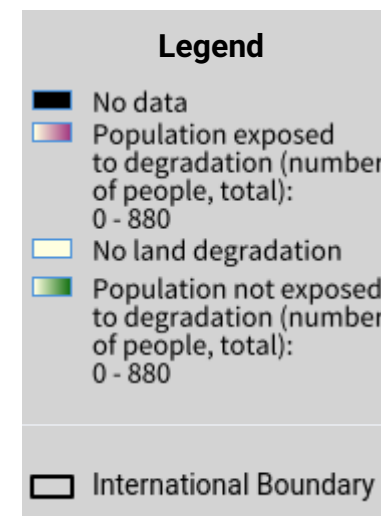 Legend
No data
Population exposed
to degradation (number
of people, total):
0 - 880
No land degradation
Population not exposed
to degradation (number
of people, total):
0 - 880
International Boundary